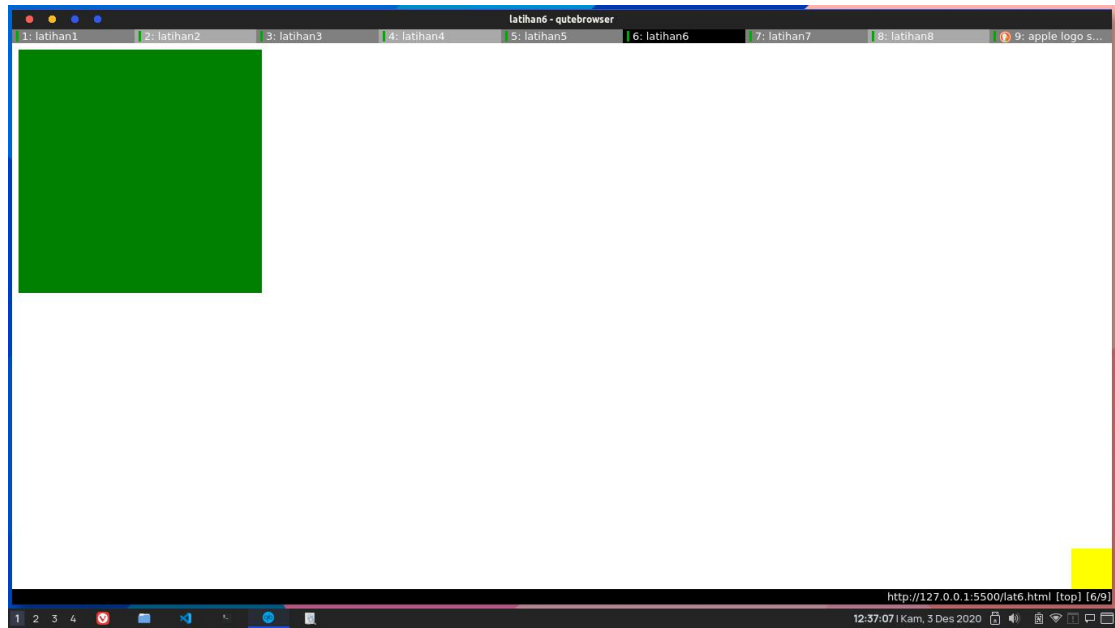 latihan6 - qutebrowser
1: latihan1 2: latihan2 3: latihan3 4: latihan4 5: latihan5 6: latihan6 7: latihan7 8: latihan8 9: apple logo s...
http://127.0.0.1:5500/lat6.html [top] [6/9]
1 2 3 4 12:37:07 | Kam, 3 Des 2020